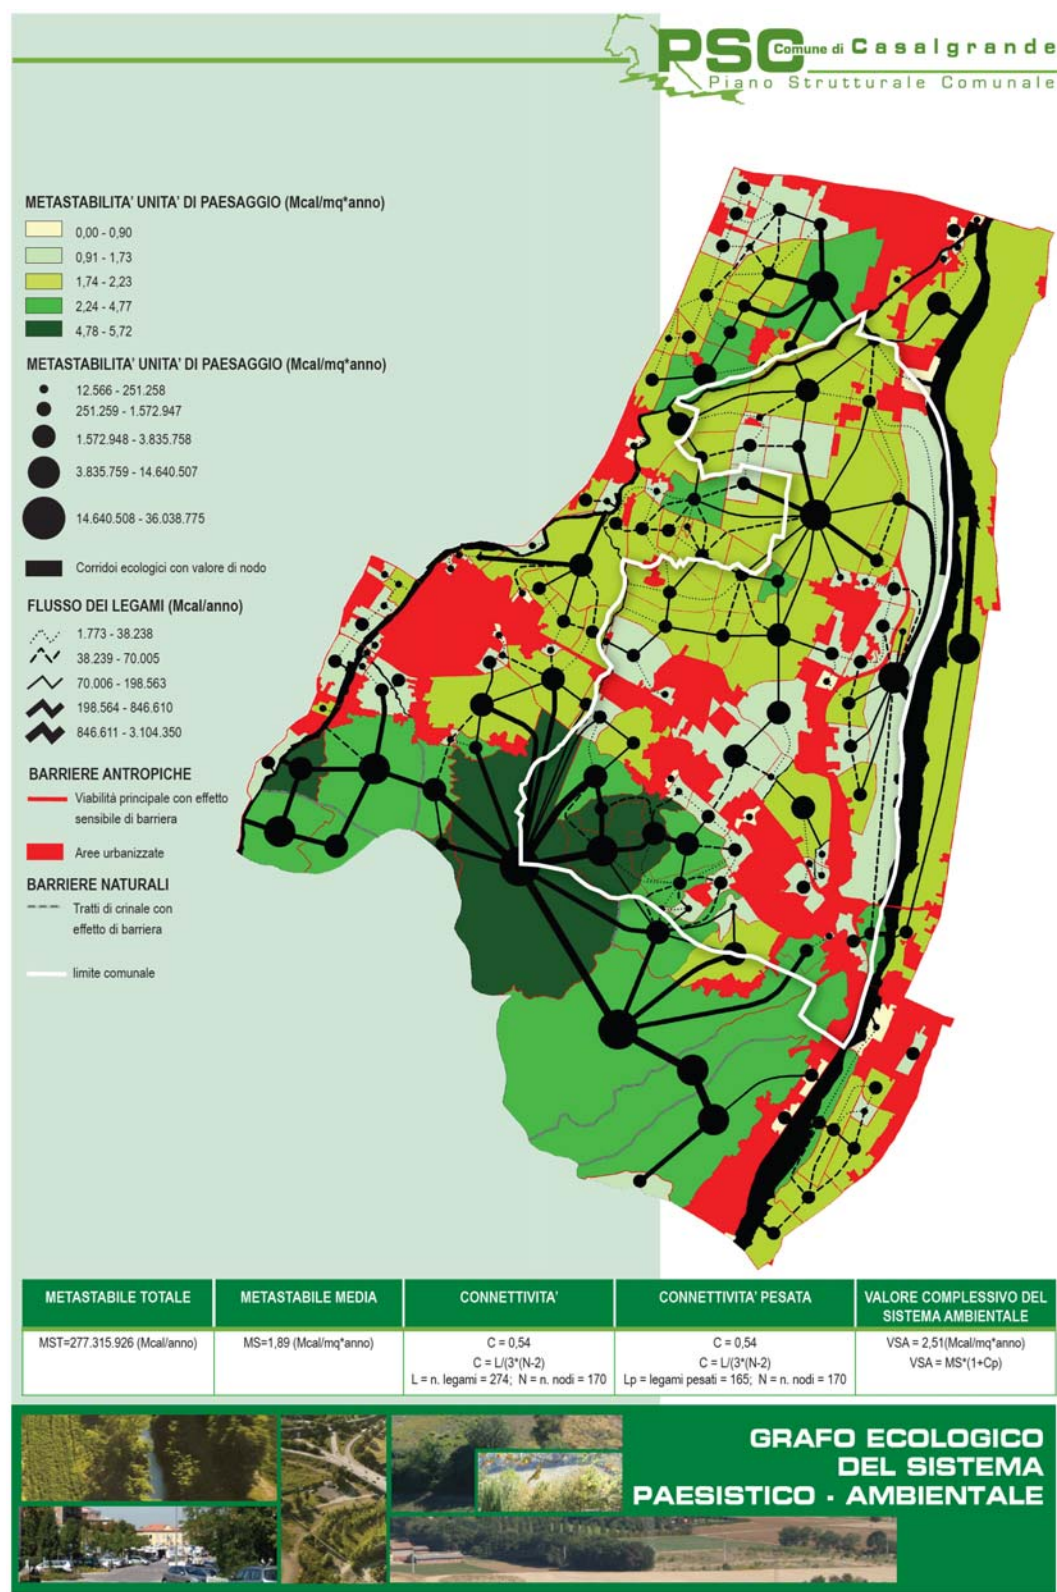 PSC Comune di Casalgrande
Piano Strutturale Comunale
METASTABILITA' UNITA' DI PAESAGGIO (Mcal/mq*anno)
0,00 - 0,90
0,91 - 1,73
1,74 - 2,23
2,24 - 4,77
4,78 - 5,72
METASTABILITA' UNITA' DI PAESAGGIO (Mcal/mq*anno)
12.566 - 251.258
251.259 - 1.572.947
1.572.948 - 3.835.758
3.835.759 - 14.640.507
14.640.508 - 36.038.775
Corridoi ecologici con valore di nodo
FLUSSO DEI LEGAMI (Mcal/anno)
1.773 - 38.238
38.239 - 70.005
70.006 - 198.563
198.564 - 846.610
846.611 - 3.104.350
BARRIERE ANTROPICHE
Viabilità principale con effetto
sensibile di barriera
Aree urbanizzate
BARRIERE NATURALI
Tratti di crinale con
effetto di barriera
limite comunale
METASTABILE TOTALE
MST=277.315.926 (Mcal/anno)
METASTABILE MEDIA
MS=1,89 (Mcal/mq*anno)
CONNETTIVITA'
C = 0,54
C = L/(3*(N-2)
L = n. legami = 274; N = n. nodi = 170
CONNETTIVITA' PESATA
C = 0,54
C = L/(3*(N-2)
Lp = legami pesati = 165; N = n. nodi = 170
VALORE COMPLESSIVO DEL
SISTEMA AMBIENTALE
VSA = 2,51(Mcal/mq*anno)
VSA = MS*(1+Cp)
GRAFO ECOLOGICO
DEL SISTEMA
PAESISTICO - AMBIENTALE